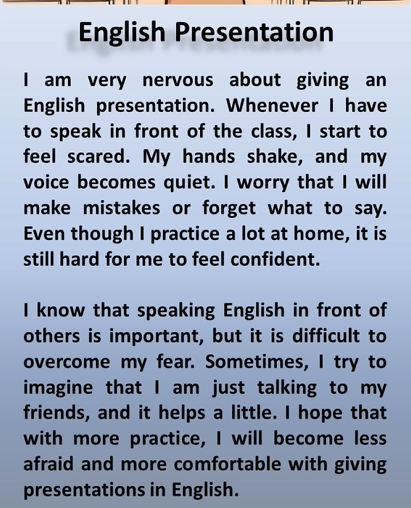 English Presentation
I am very nervous about giving an
English presentation. Whenever I have
to speak in front of the class, I start to
feel scared. My hands shake, and my
voice becomes quiet. I worry that I will
make mistakes or forget what to say.
Even though I practice a lot at home, it is
still hard for me to feel confident.
I know that speaking English in front of
others is important, but it is difficult to
overcome my fear. Sometimes, I try to
imagine that I am just talking to my
friends, and it helps a little. I hope that
with more practice, I will become less
afraid and more comfortable with giving
presentations in English.